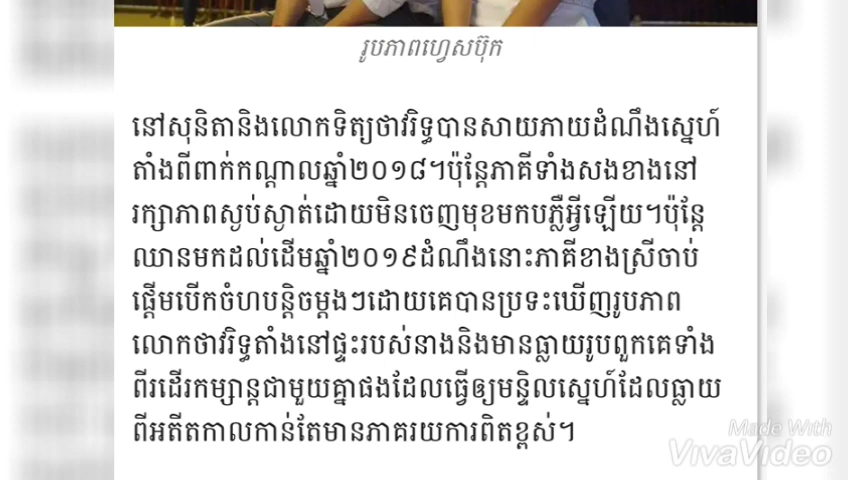 រូបភាពហ្វេសប៊ុក
នៅសុនិតានិងលោកទិត្យថាវរិទ្ធបានសាយភាយដំណឹងស្នេហ៍
តាំងពីពាក់កណ្តាលឆ្នាំ២០១៨។ប៉ុន្តែភាគីទាំងសងខាងនៅ
រក្សាភាពស្ងប់ស្ងាត់ដោយមិនចេញមុខមកបភ្លឺអ្វីឡើយ។ប៉ុន្តែ
ឈានមកដល់ដើមឆ្នាំ២០១៩ដំណឹងនោះភាគីខាងស្រីចាប់
ផ្តើមបើកចំហបន្តិចម្តងៗដោយគេបានប្រទះឃើញរូបភាព
លោកថាវរិទ្ធតាំងនៅផ្ទះរបស់នាងនិងមានធ្លាយរូបពួកគេទាំង
ពីរដើរកម្សាន្តជាមួយគ្នាផងដែលធ្វើឲ្យមន្ទិលស្នេហ៍ដែលធ្លាយ
ពីអតីតកាលកាន់តែមានភាគរយការពិតខ្ពស់។
Made With
VivaVideo